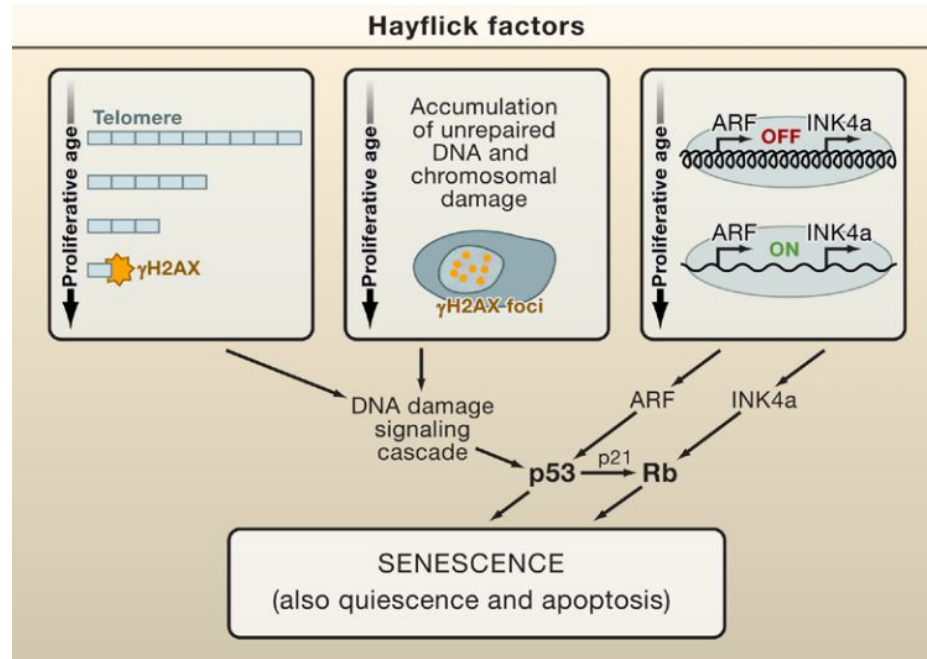 Hayflick factors
Proliferative age
Telomere
γH2AX
Proliferative age
Accumulation
of unrepaired
DNA and
chromosomal
damage
γH2AX foci
Proliferative age
ARF OFF INK4a
ARF ON INK4a
DNA damage
signaling
cascade
ARF
INK4a
p53
p21
Rb
SENESCENCE
(also quiescence and apoptosis)